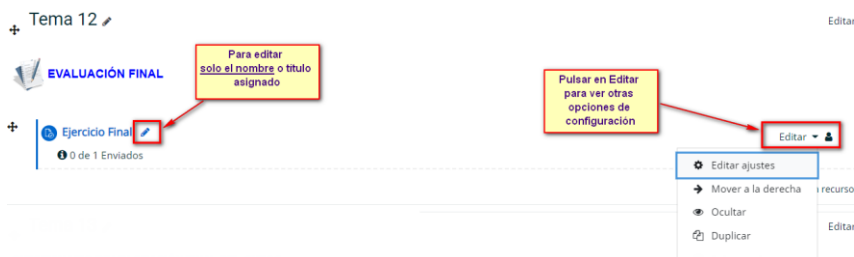 Tema 12
Editar
EVALUACIÓN FINAL
Para editar
solo el nombre o título
asignado
Pulsar en Editar
para ver otras
opciones de
configuración
Ejercicio Final
Editar
0 de 1 Enviados
Editar ajustes
Mover a la derecha
recurso
Ocultar
Editar
Duplicar